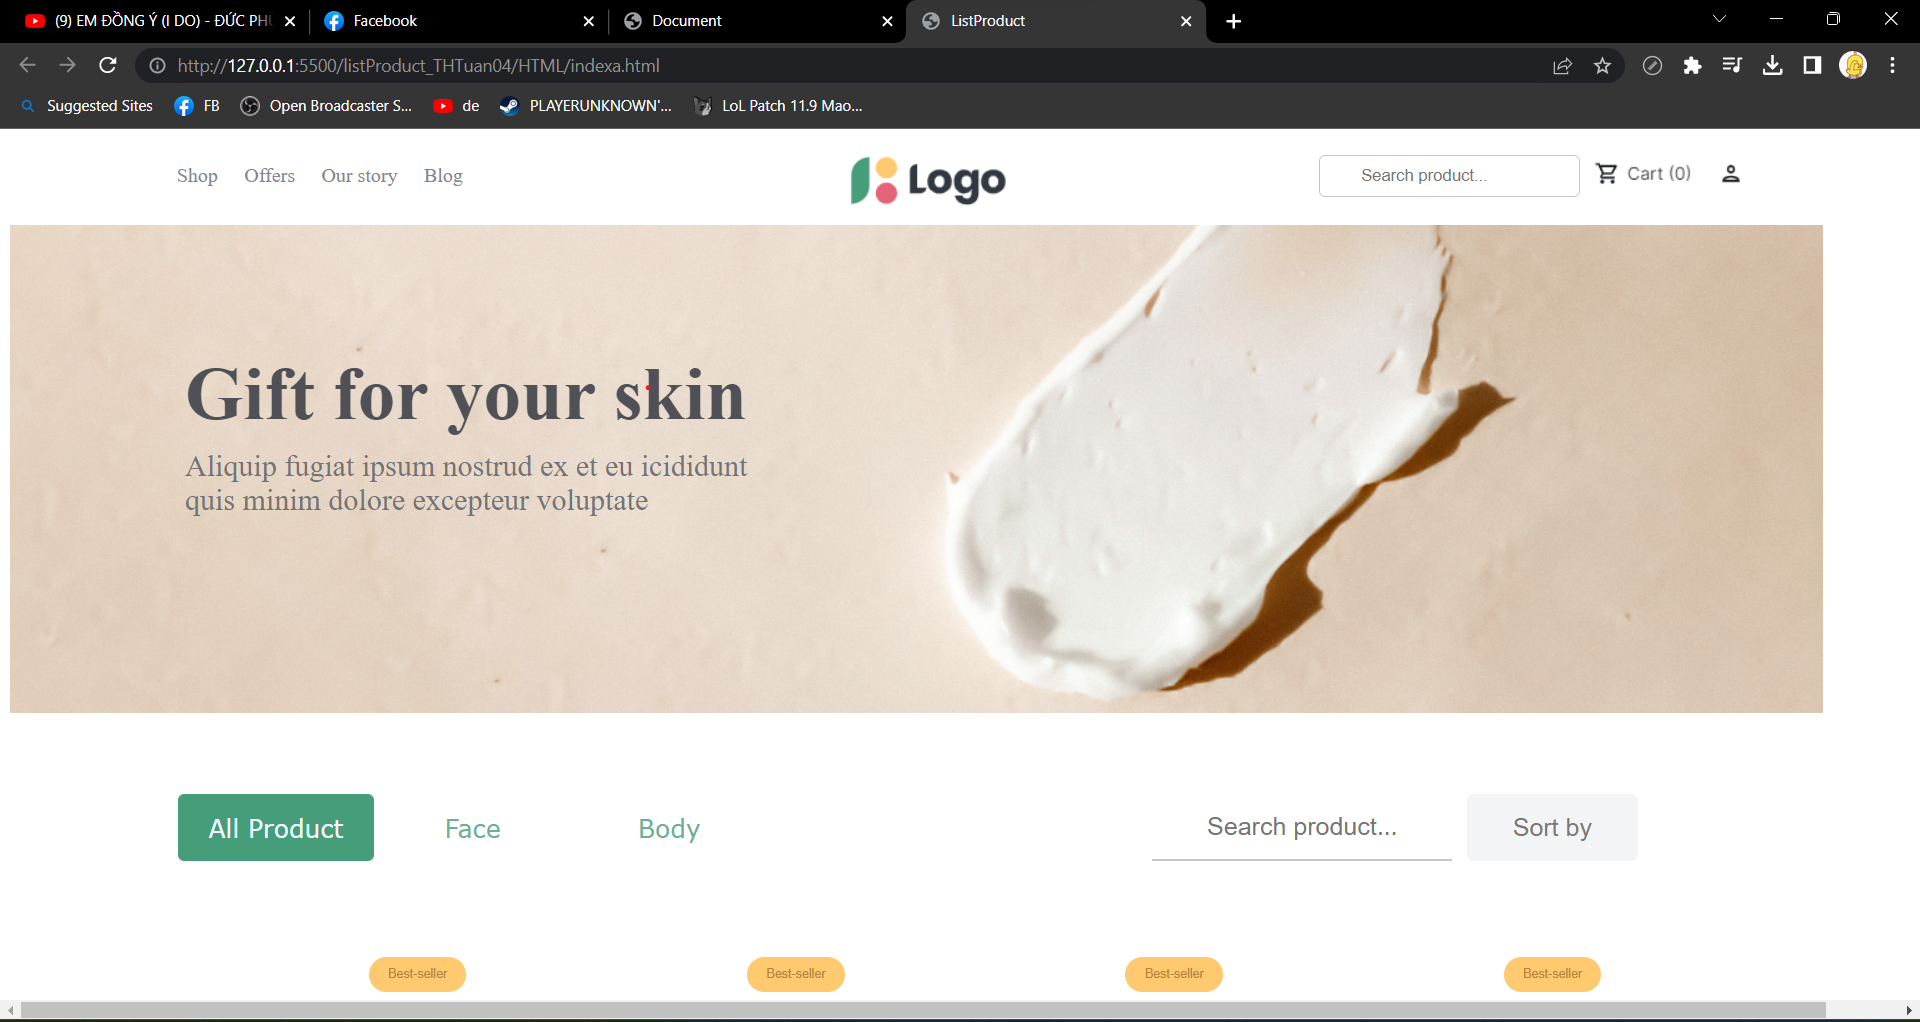 (9) EM ĐỒNG Ý (I DO) - ĐỨC PH
Facebook
Document
ListProduct
http://127.0.0.1:5500/listProduct_THTuan04/HTML/indexa.html
Suggested Sites
FB
Open Broadcaster S...
de
PLAYERUNKNOWN'...
LoL Patch 11.9 Mao...
Shop
Offers
Our story
Blog
Logo
Search product...
Cart (0)
Gift for your skin
Aliquip fugiat ipsum nostrud ex et eu icididunt
quis minim dolore excepteur voluptate
All Product
Face
Body
Search product...
Sort by
Best-seller
Best-seller
Best-seller
Best-seller